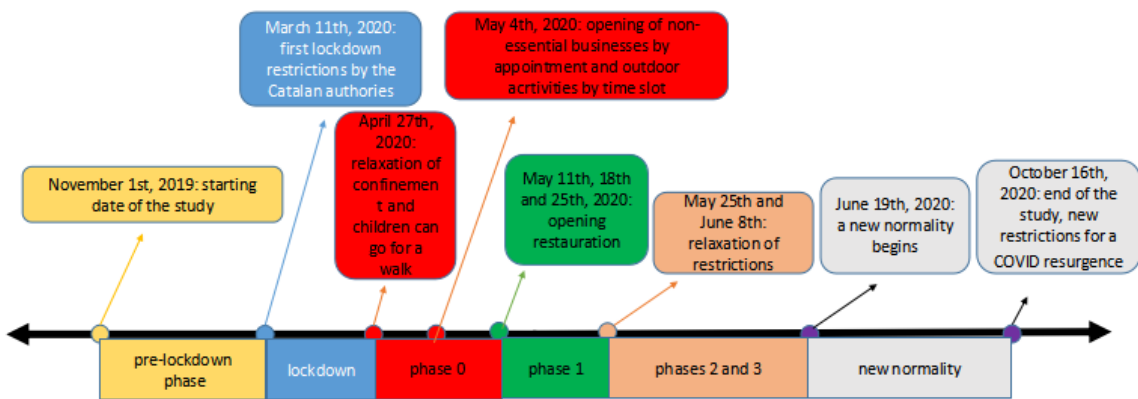 March 11th, 2020:
first lockdown
restrictions by the
Catalan authories
May 4th, 2020: opening of non-
essential businesses by
appointment and outdoor
acrtivities by time slot
November 1st, 2019: starting
date of the study
April 27th,
2020:
relaxation of
confinemen
t and
children can
go for a
walk
May 11th, 18th
and 25th, 2020:
opening
restauration
May 25th and
June 8th:
relaxation of
restrictions
June 19th, 2020:
a new normality
begins
October 16th,
2020: end of
the study, new
restrictions for a
COVID resurgence
pre-lockdown
phase
lockdown
phase 0
phase 1
phases 2 and 3
new normality